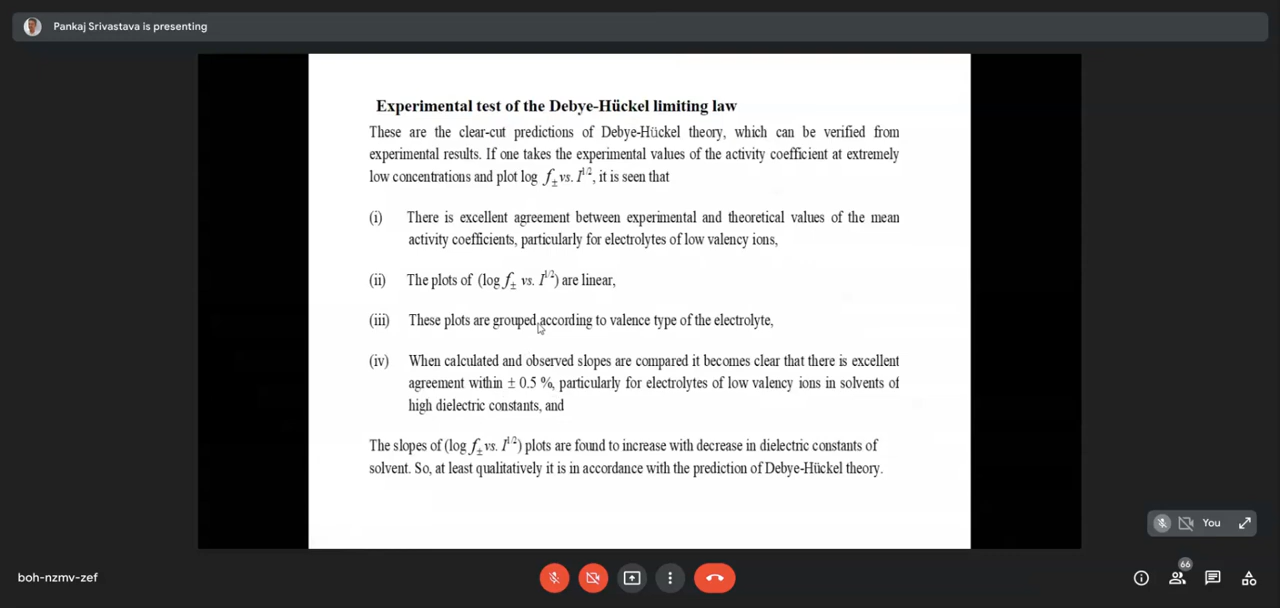 Pankaj Srivastava is presenting
Experimental test of the Debye-Hückel limiting law
These are the clear-cut predictions of Debye-Hückel theory, which can be verified from
experimental results. If one takes the experimental values of the activity coefficient at extremely
low concentrations and plot log f± vs. I^1/2, it is seen that
(i) There is excellent agreement between experimental and theoretical values of the mean
activity coefficients, particularly for electrolytes of low valency ions,
(ii) The plots of (log f± vs. I^1/2) are linear,
(iii) These plots are grouped according to valence type of the electrolyte,
(iv) When calculated and observed slopes are compared it becomes clear that there is excellent
agreement within ± 0.5 %, particularly for electrolytes of low valency ions in solvents of
high dielectric constants, and
The slopes of (log f± vs. I^1/2) plots are found to increase with decrease in dielectric constants of
solvent. So, at least qualitatively it is in accordance with the prediction of Debye-Hückel theory.
You
boh-nzmv-zef
66